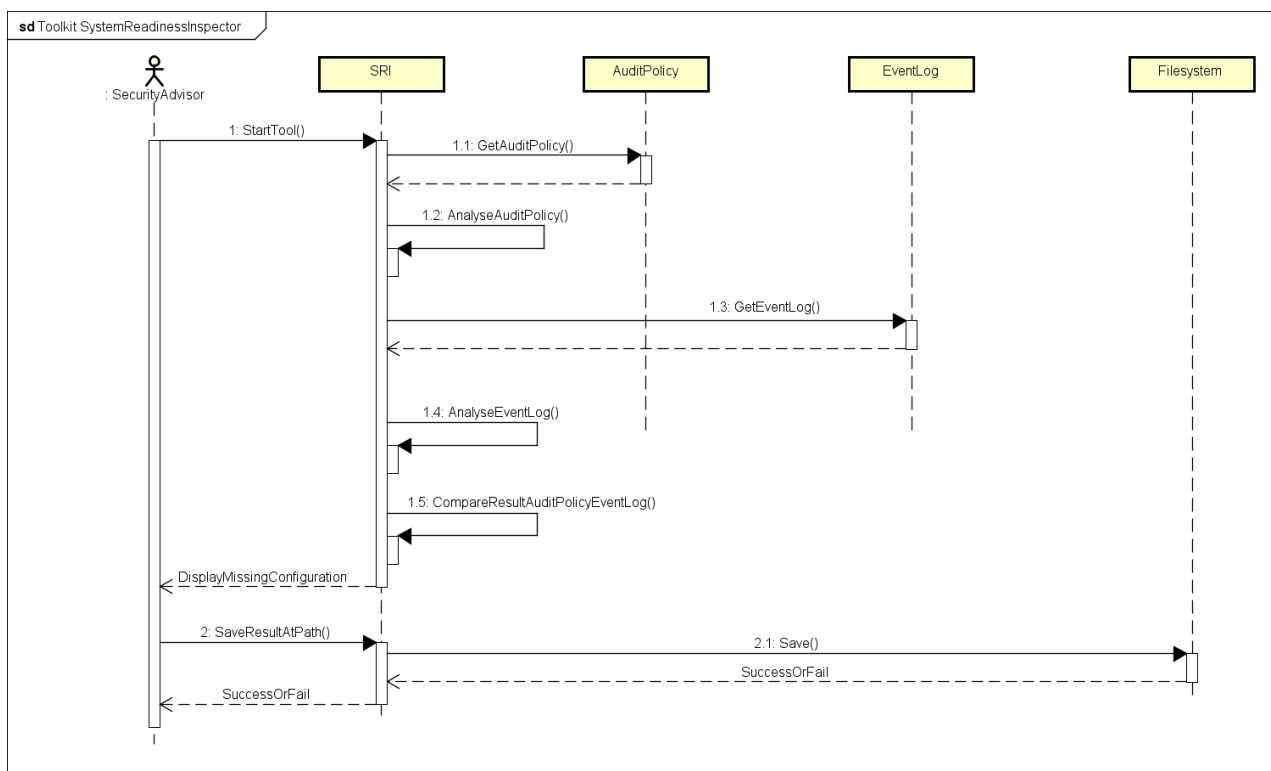 sd Toolkit SystemReadinessInspector
: SecurityAdvisor
SRI
AuditPolicy
EventLog
Filesystem
1: StartTool()
1.1: GetAuditPolicy()
1.2: AnalyseAuditPolicy()
1.3: GetEventLog()
1.4: AnalyseEventLog()
1.5: CompareResultAuditPolicyEventLog()
DisplayMissingConfiguration
2: SaveResultAtPath()
2.1: Save()
SuccessOrFail
SuccessOrFail